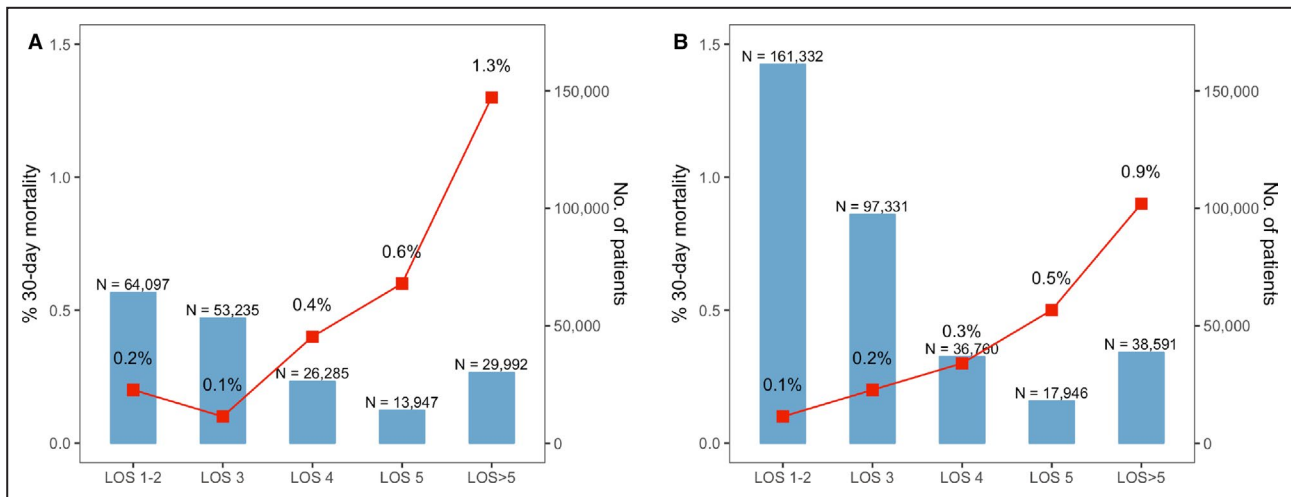 A
% 30-day mortality
1.5
1.0
0.5
0.0
N = 64,097
N = 53,235
N = 26,285
N = 13,947
N = 29,992
0.2%
0.1%
0.4%
0.6%
1.3%
150,000
100,000
50,000
0
No. of patients
LOS 1-2 LOS 3 LOS 4 LOS 5 LOS>5
B
% 30-day mortality
1.5
1.0
0.5
0.0
N = 161,332
N = 97,331
N = 36,760
N = 17,946
N = 38,591
0.1%
0.2%
0.3%
0.5%
0.9%
150,000
100,000
50,000
0
No. of patients
LOS 1-2 LOS 3 LOS 4 LOS 5 LOS>5